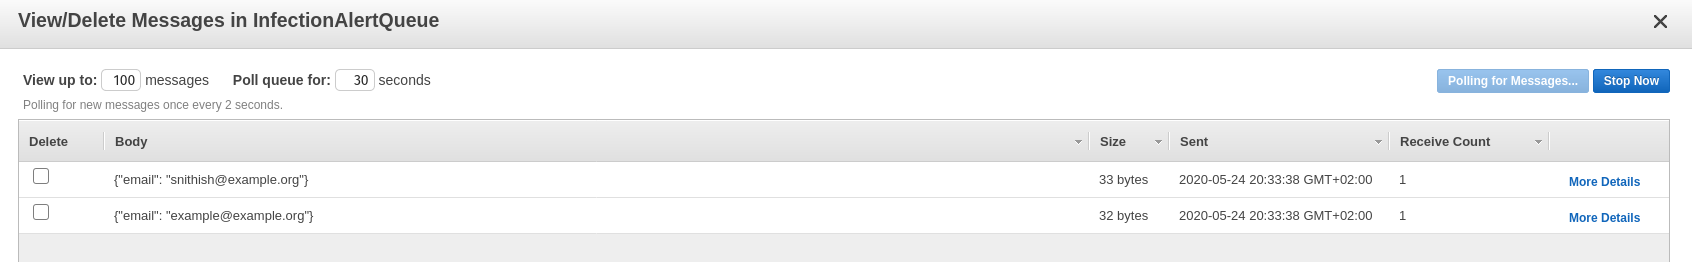 View/Delete Messages in InfectionAlertQueue
View up to: 100 messages Poll queue for: 30 seconds Polling for Messages... Stop Now
Polling for new messages once every 2 seconds.
Delete Body Size Sent Receive Count
{"email": "snithish@example.org"} 33 bytes 2020-05-24 20:33:38 GMT+02:00 1 More Details
{"email": "example@example.org"} 32 bytes 2020-05-24 20:33:38 GMT+02:00 1 More Details